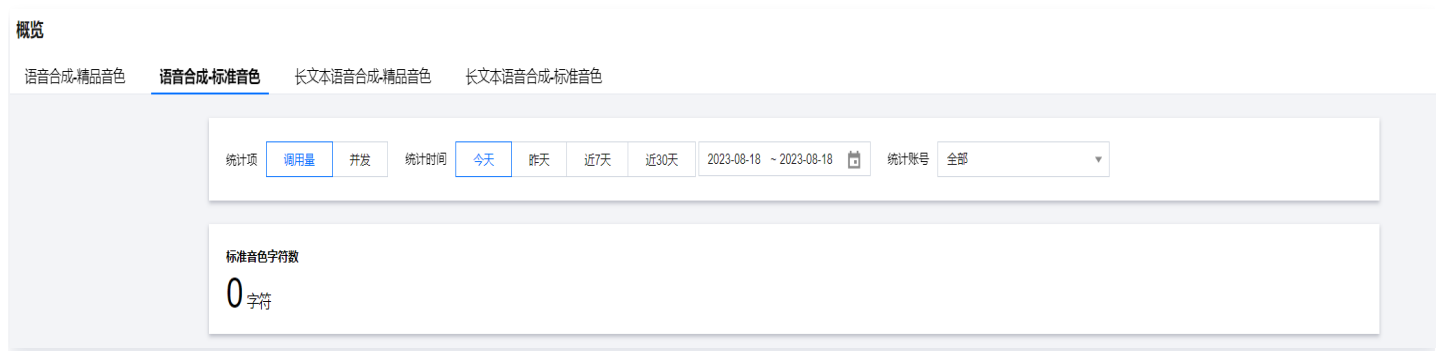 概览
语音合成-精品音色 语音合成-标准音色 长文本语音合成-精品音色 长文本语音合成-标准音色
统计项 调用量 并发 统计时间 今天 昨天 近7天 近30天 2023-08-18 ~ 2023-08-18 统计账号 全部
标准音色字符数
0 字符